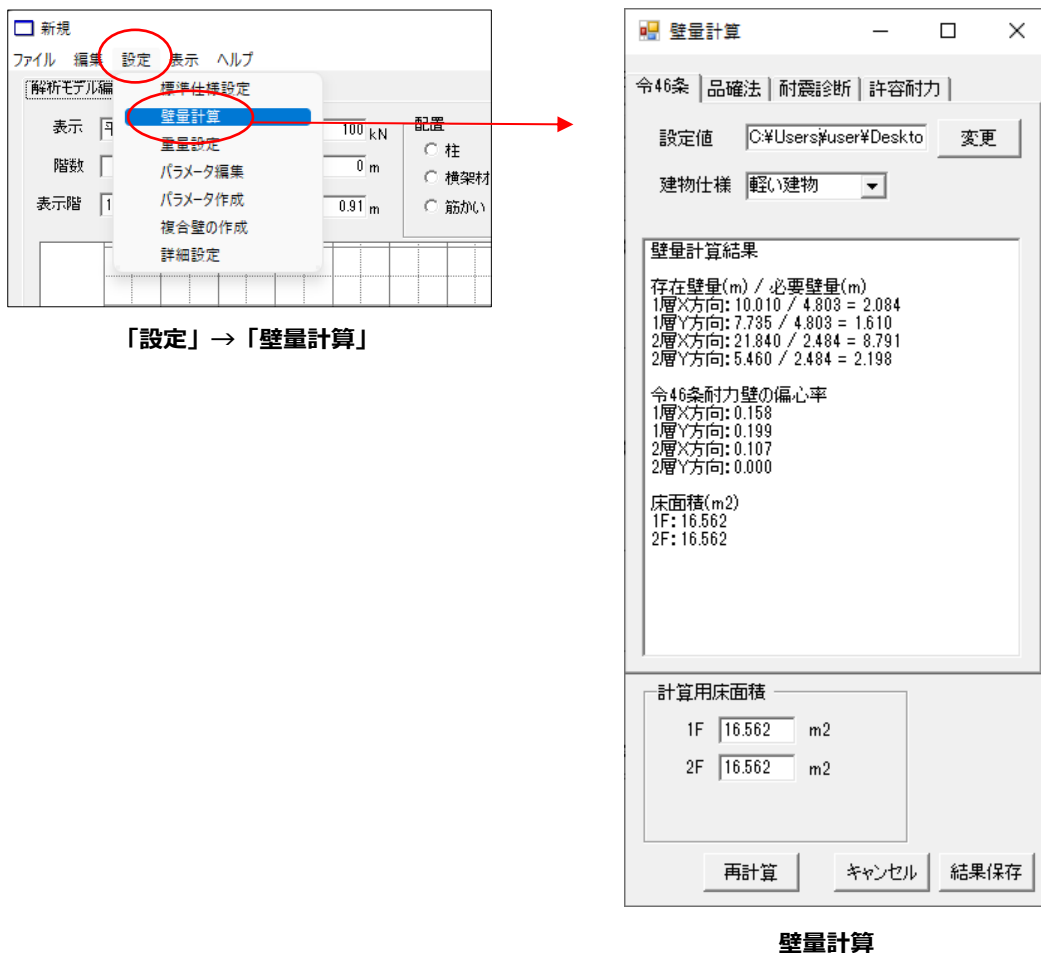 新規
ファイル 編集 設定 表示 ヘルプ
解析モデル編
標準仕様設定
壁量計算
重量設定
パラメータ編集
パラメータ作成
複合壁の作成
詳細設定
表示
100 kN
階数
0 m
表示階 1
0.91 m
配置
柱
横架材
筋かい
「設定」→「壁量計算」
壁量計算
令46条 品確法 耐震診断 許容耐力
設定値 C:¥Users¥user¥Deskto 変更
建物仕様 軽い建物
壁量計算結果
存在壁量(m) / 必要壁量(m)
1層X方向: 10.010 / 4.803 = 2.084
1層Y方向: 7.735 / 4.803 = 1.610
2層X方向: 21.840 / 2.484 = 8.791
2層Y方向: 5.460 / 2.484 = 2.198
令46条耐力壁の偏心率
1層X方向: 0.158
1層Y方向: 0.199
2層X方向: 0.107
2層Y方向: 0.000
床面積(m2)
1F: 16.562
2F: 16.562
計算用床面積
1F 16.562 m2
2F 16.562 m2
再計算 キャンセル 結果保存
壁量計算